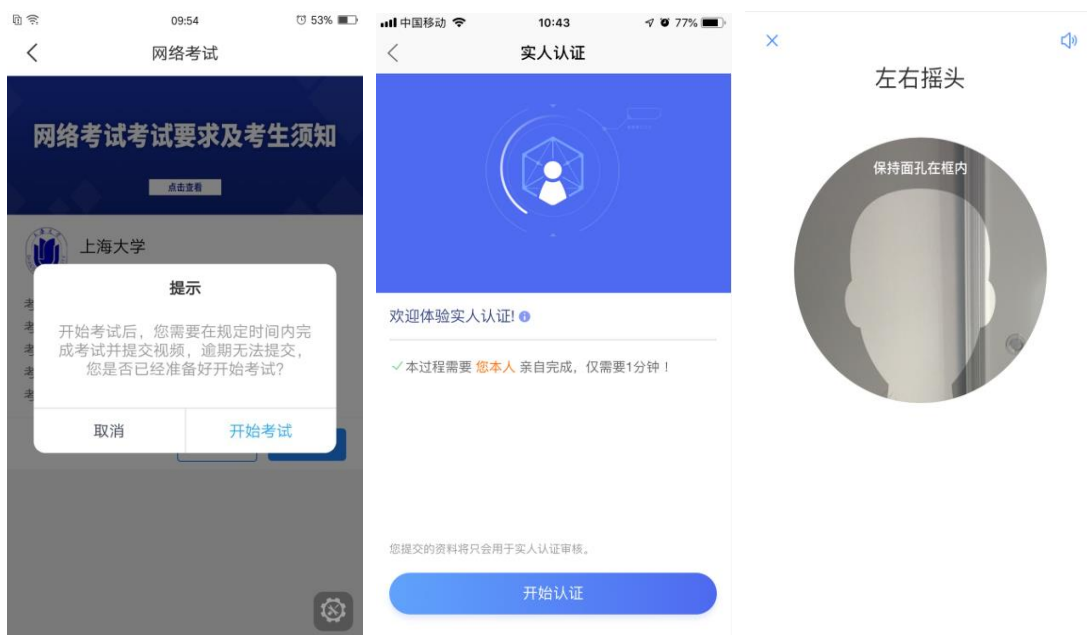 09:54
53%
网络考试
网络考试考试要求及考生须知
点击查看
上海大学
考
考
考
考
考
提示
开始考试后，您需要在规定时间内完
成考试并提交视频，逾期无法提交，
您是否已经准备好开始考试？
取消
开始考试
中国移动
10:43
77%
实人认证
欢迎体验实人认证!
本过程需要 您本人 亲自完成，仅需要1分钟！
您提交的资料将只会用于实人认证审核。
开始认证
左右摇头
保持面孔在框内